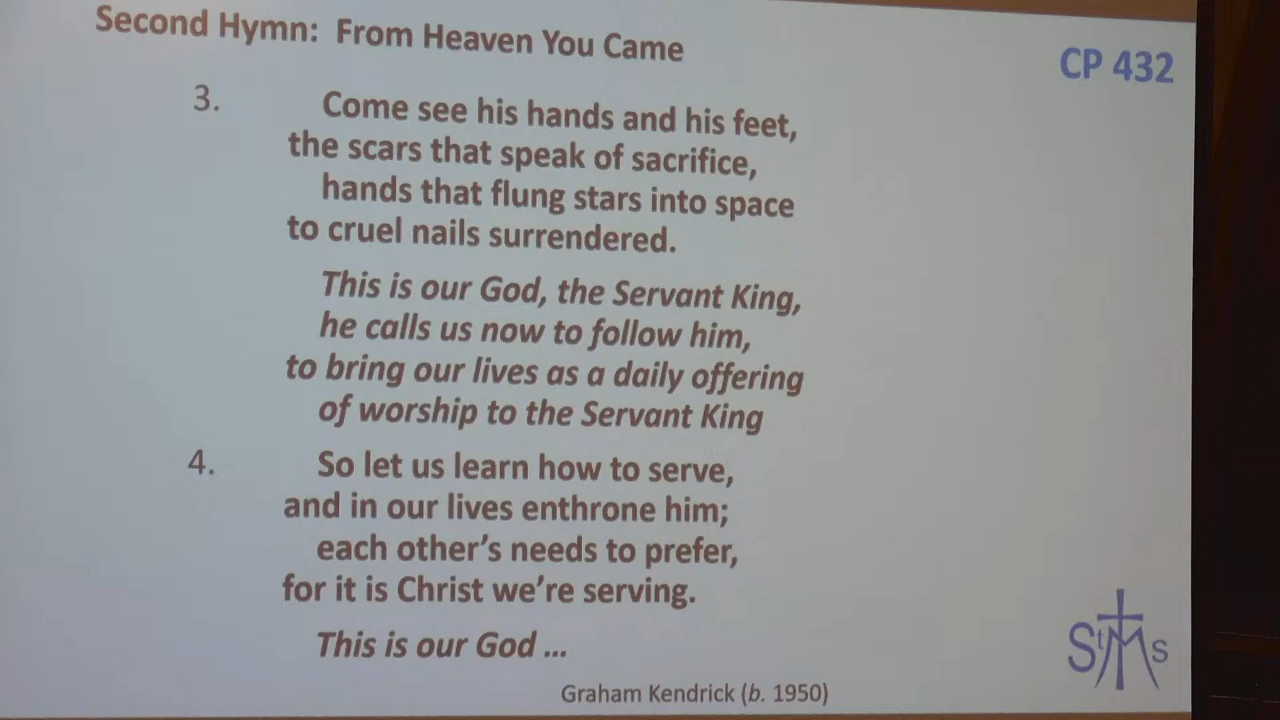 Second Hymn: From Heaven You Came
CP 432
3.
Come see his hands and his feet,
the scars that speak of sacrifice,
hands that flung stars into space
to cruel nails surrendered.
This is our God, the Servant King,
he calls us now to follow him,
to bring our lives as a daily offering
of worship to the Servant King
4.
So let us learn how to serve,
and in our lives enthrone him;
each other's needs to prefer,
for it is Christ we're serving.
This is our God ...
Graham Kendrick (b. 1950)
St Ms